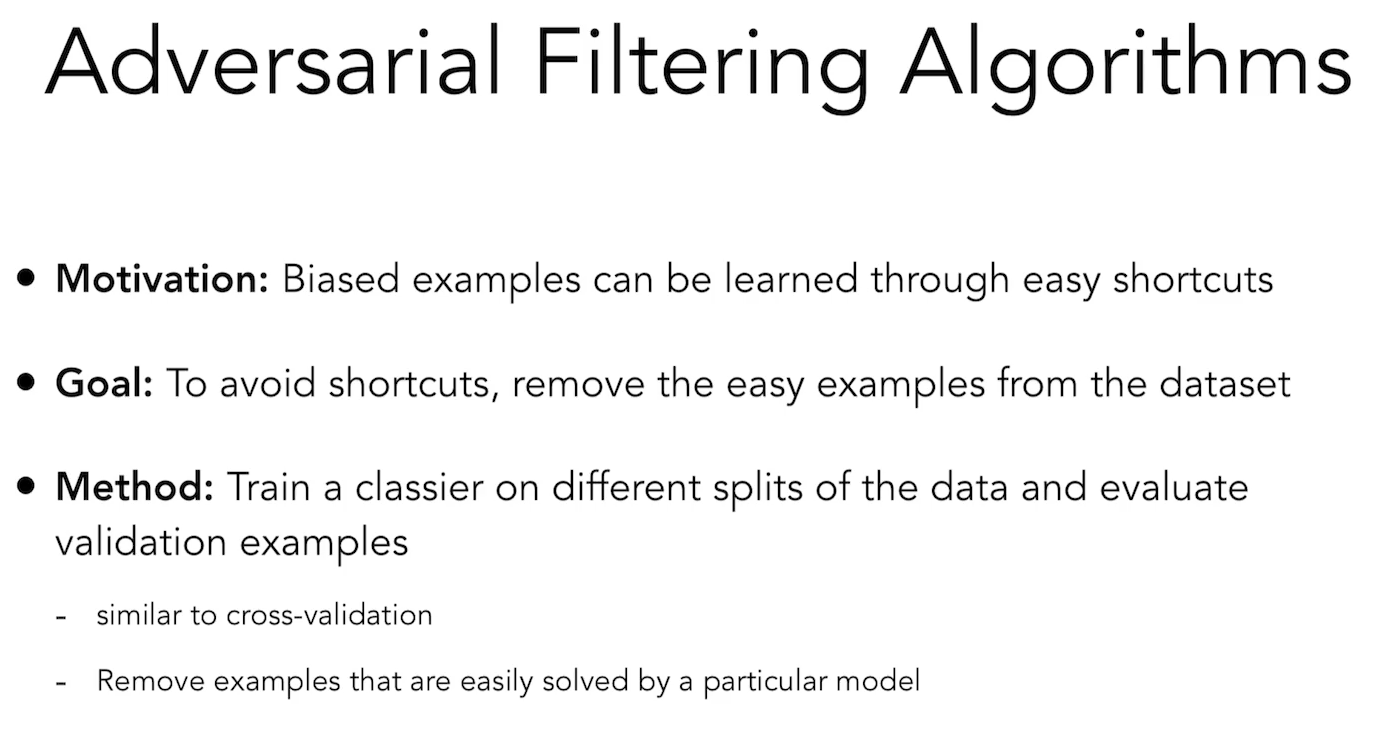 Adversarial Filtering Algorithms
• Motivation: Biased examples can be learned through easy shortcuts
• Goal: To avoid shortcuts, remove the easy examples from the dataset
• Method: Train a classier on different splits of the data and evaluate
validation examples
- similar to cross-validation
- Remove examples that are easily solved by a particular model